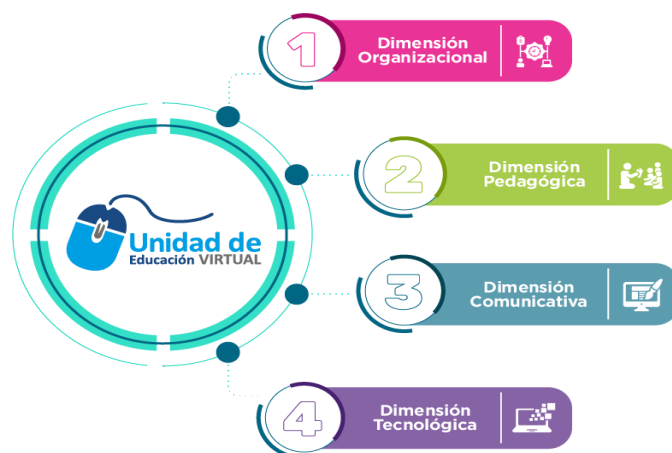 Unidad de
Educación VIRTUAL
1
Dimensión
Organizacional
2
Dimensión
Pedagógica
3
Dimensión
Comunicativa
4
Dimensión
Tecnológica